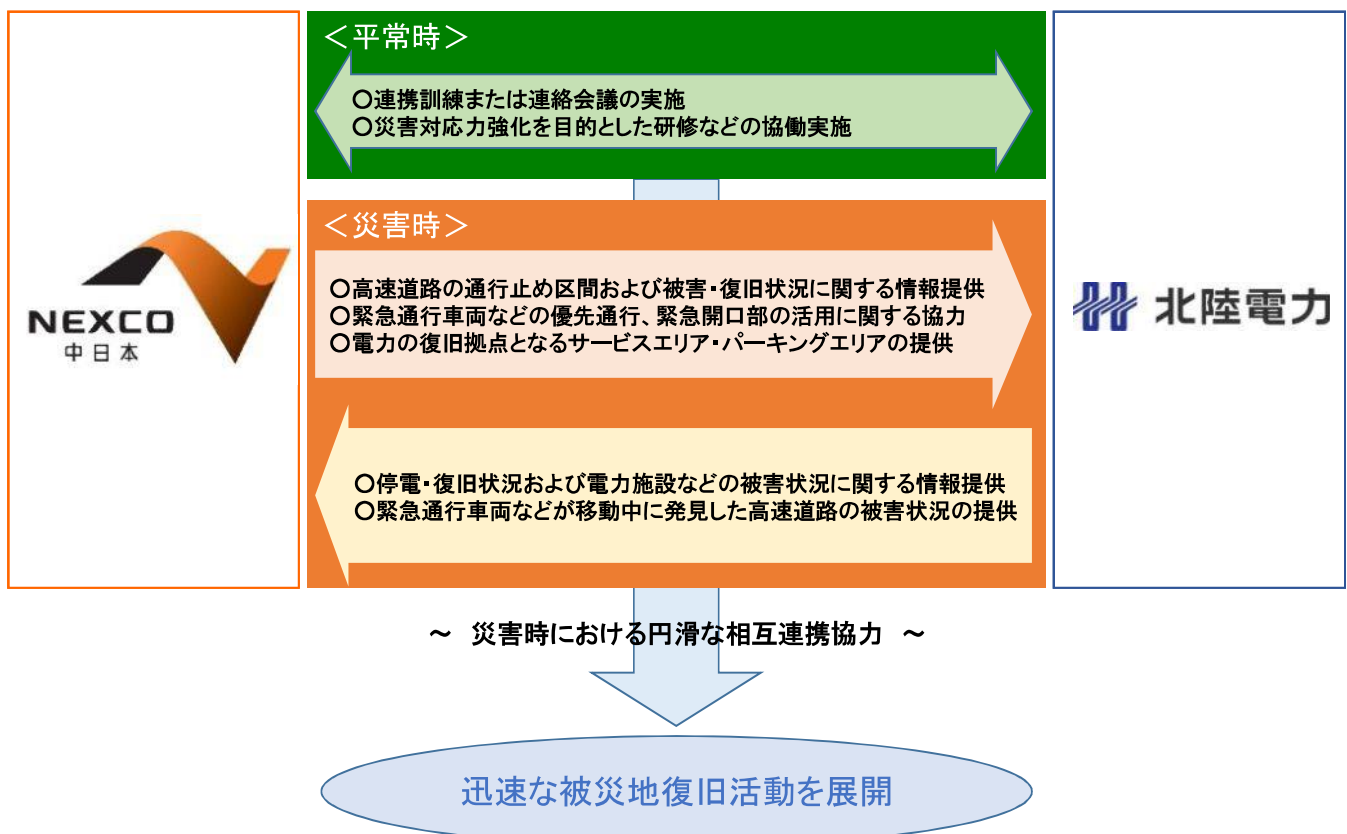 ＜平常時＞
〇連携訓練または連絡会議の実施
〇災害対応力強化を目的とした研修などの協働実施
＜災害時＞
〇高速道路の通行止め区間および被害・復旧状況に関する情報提供
〇緊急通行車両などの優先通行、緊急開口部の活用に関する協力
〇電力の復旧拠点となるサービスエリア・パーキングエリアの提供
NEXCO
中日本
北陸電力
〇停電・復旧状況および電力施設などの被害状況に関する情報提供
〇緊急通行車両などが移動中に発見した高速道路の被害状況の提供
～ 災害時における円滑な相互連携協力 ～
迅速な被災地復旧活動を展開